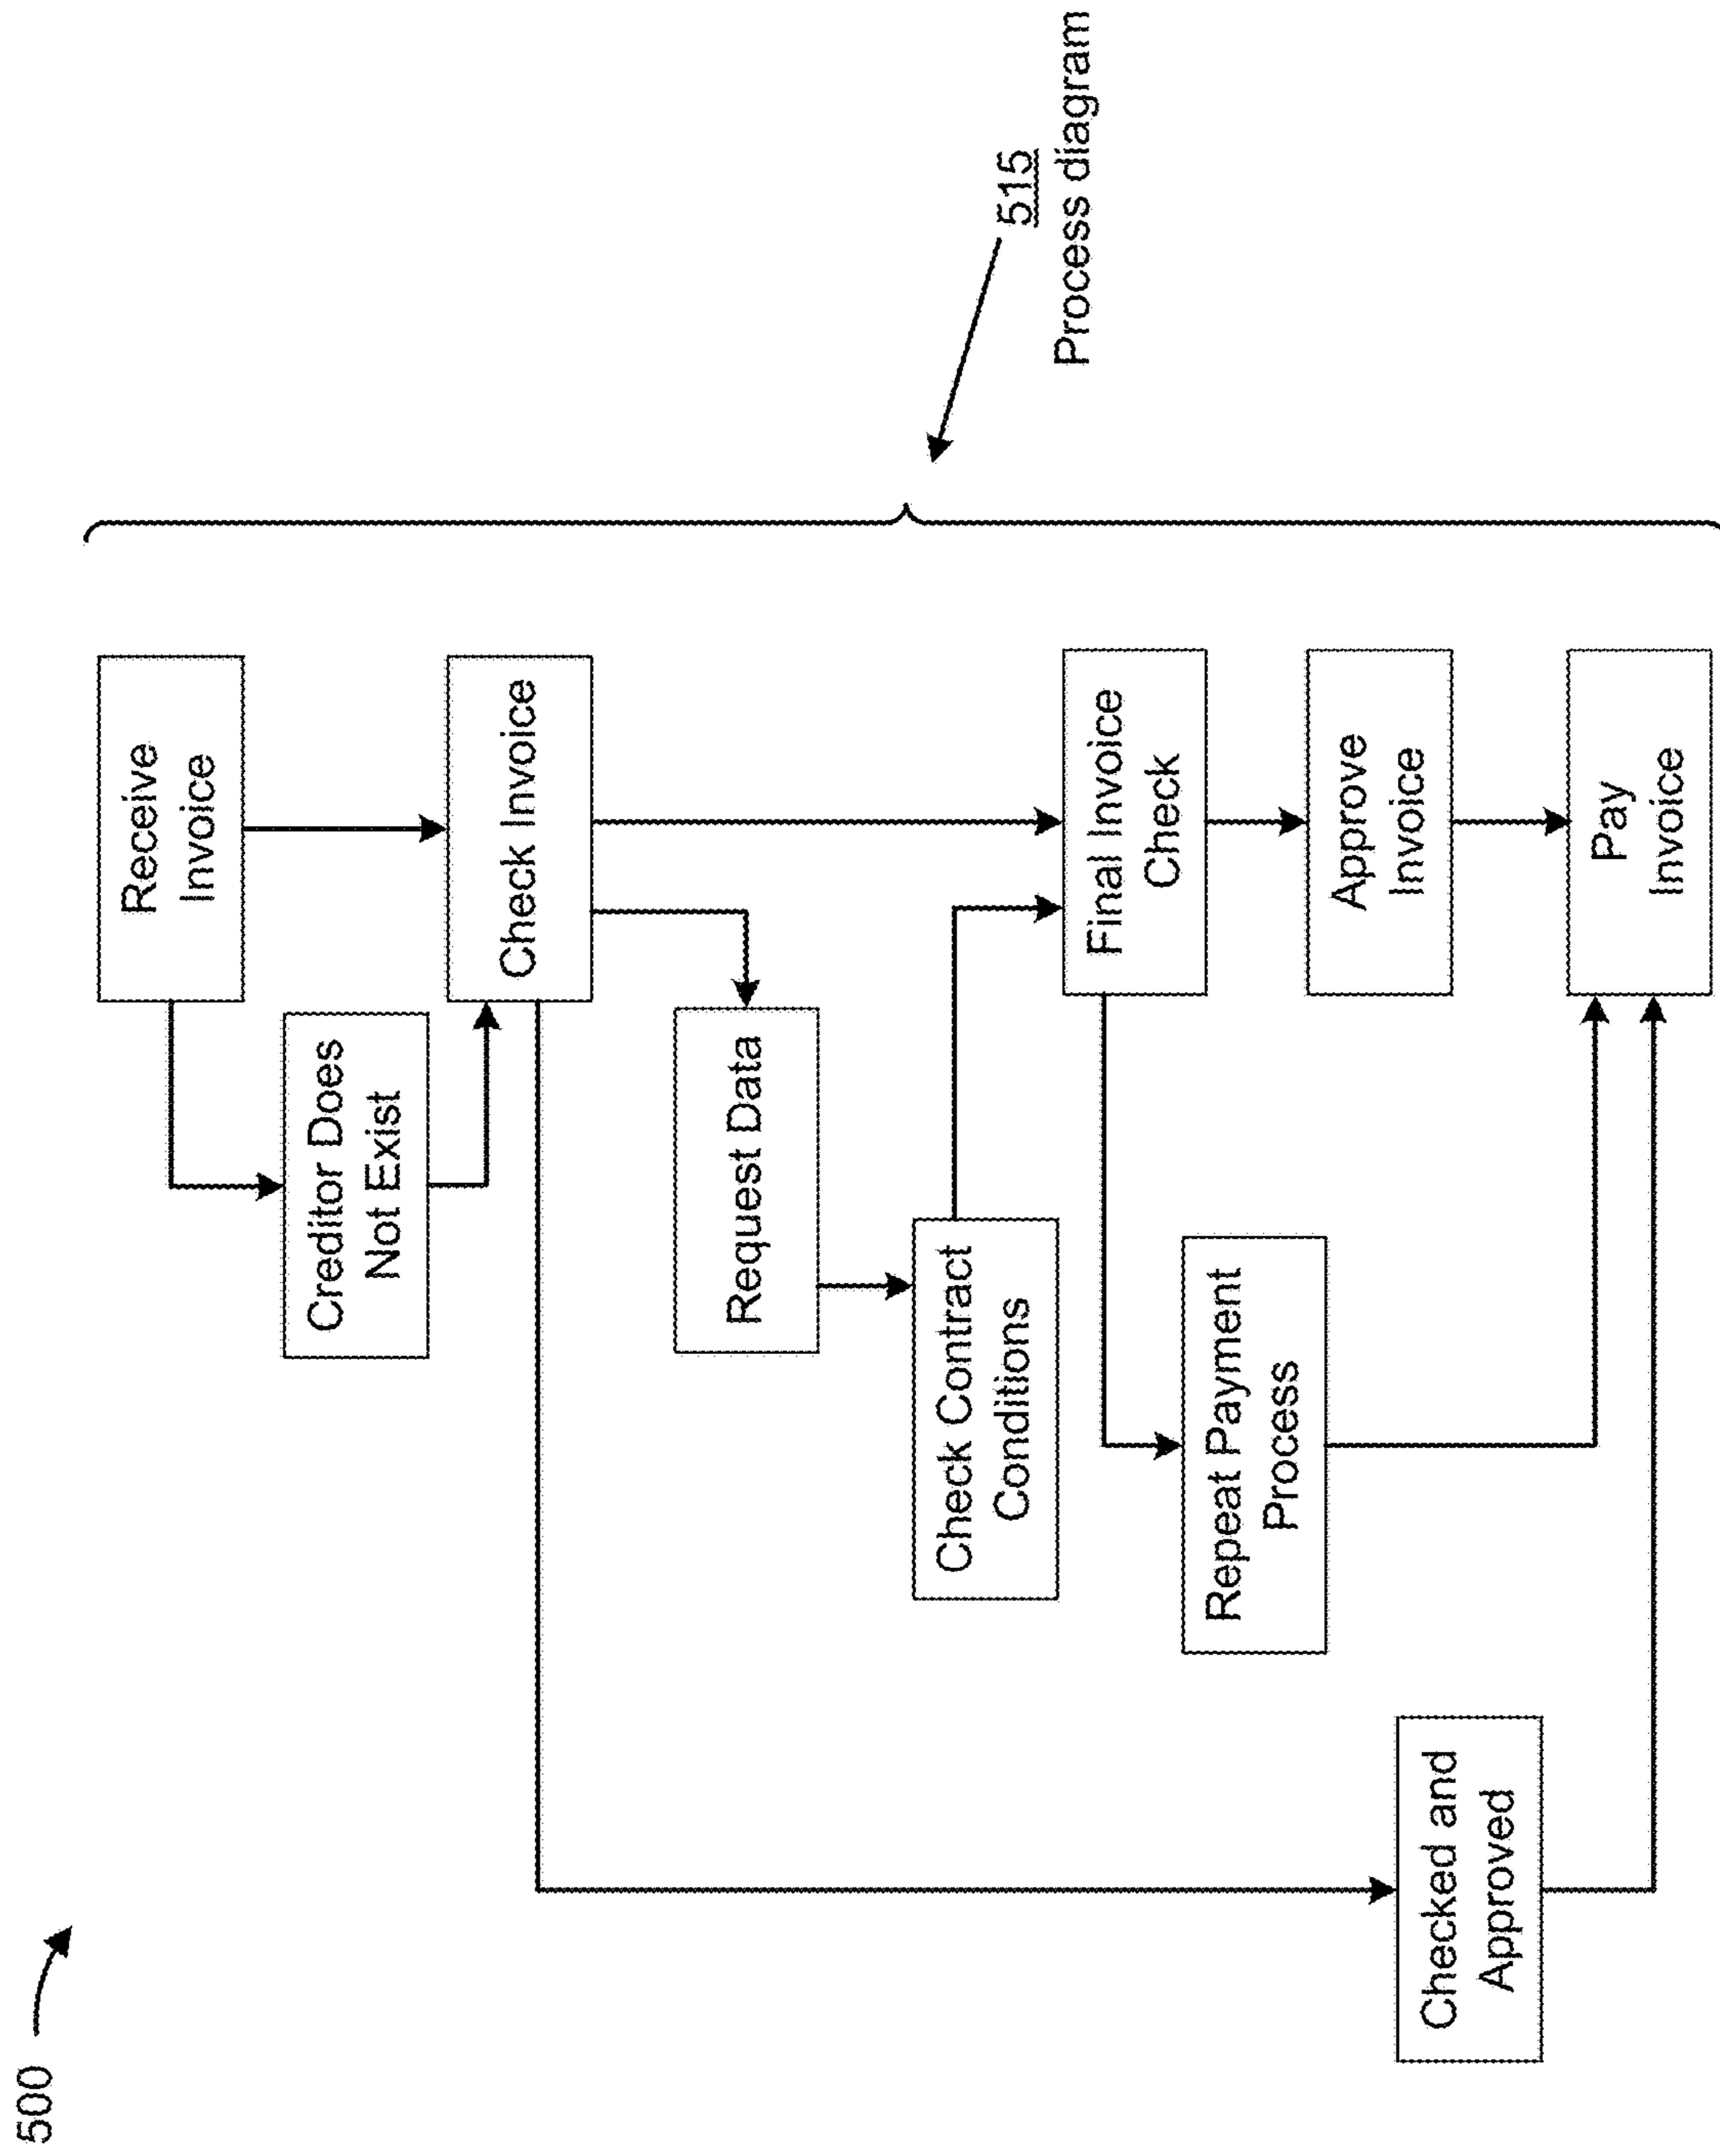 500
Receive
Invoice
Creditor Does
Not Exist
Check Invoice
Request Data
Check Contract
Conditions
Final Invoice
Check
Repeat Payment
Process
Approve
Invoice
Checked and
Approved
Pay
Invoice
515
Process diagram